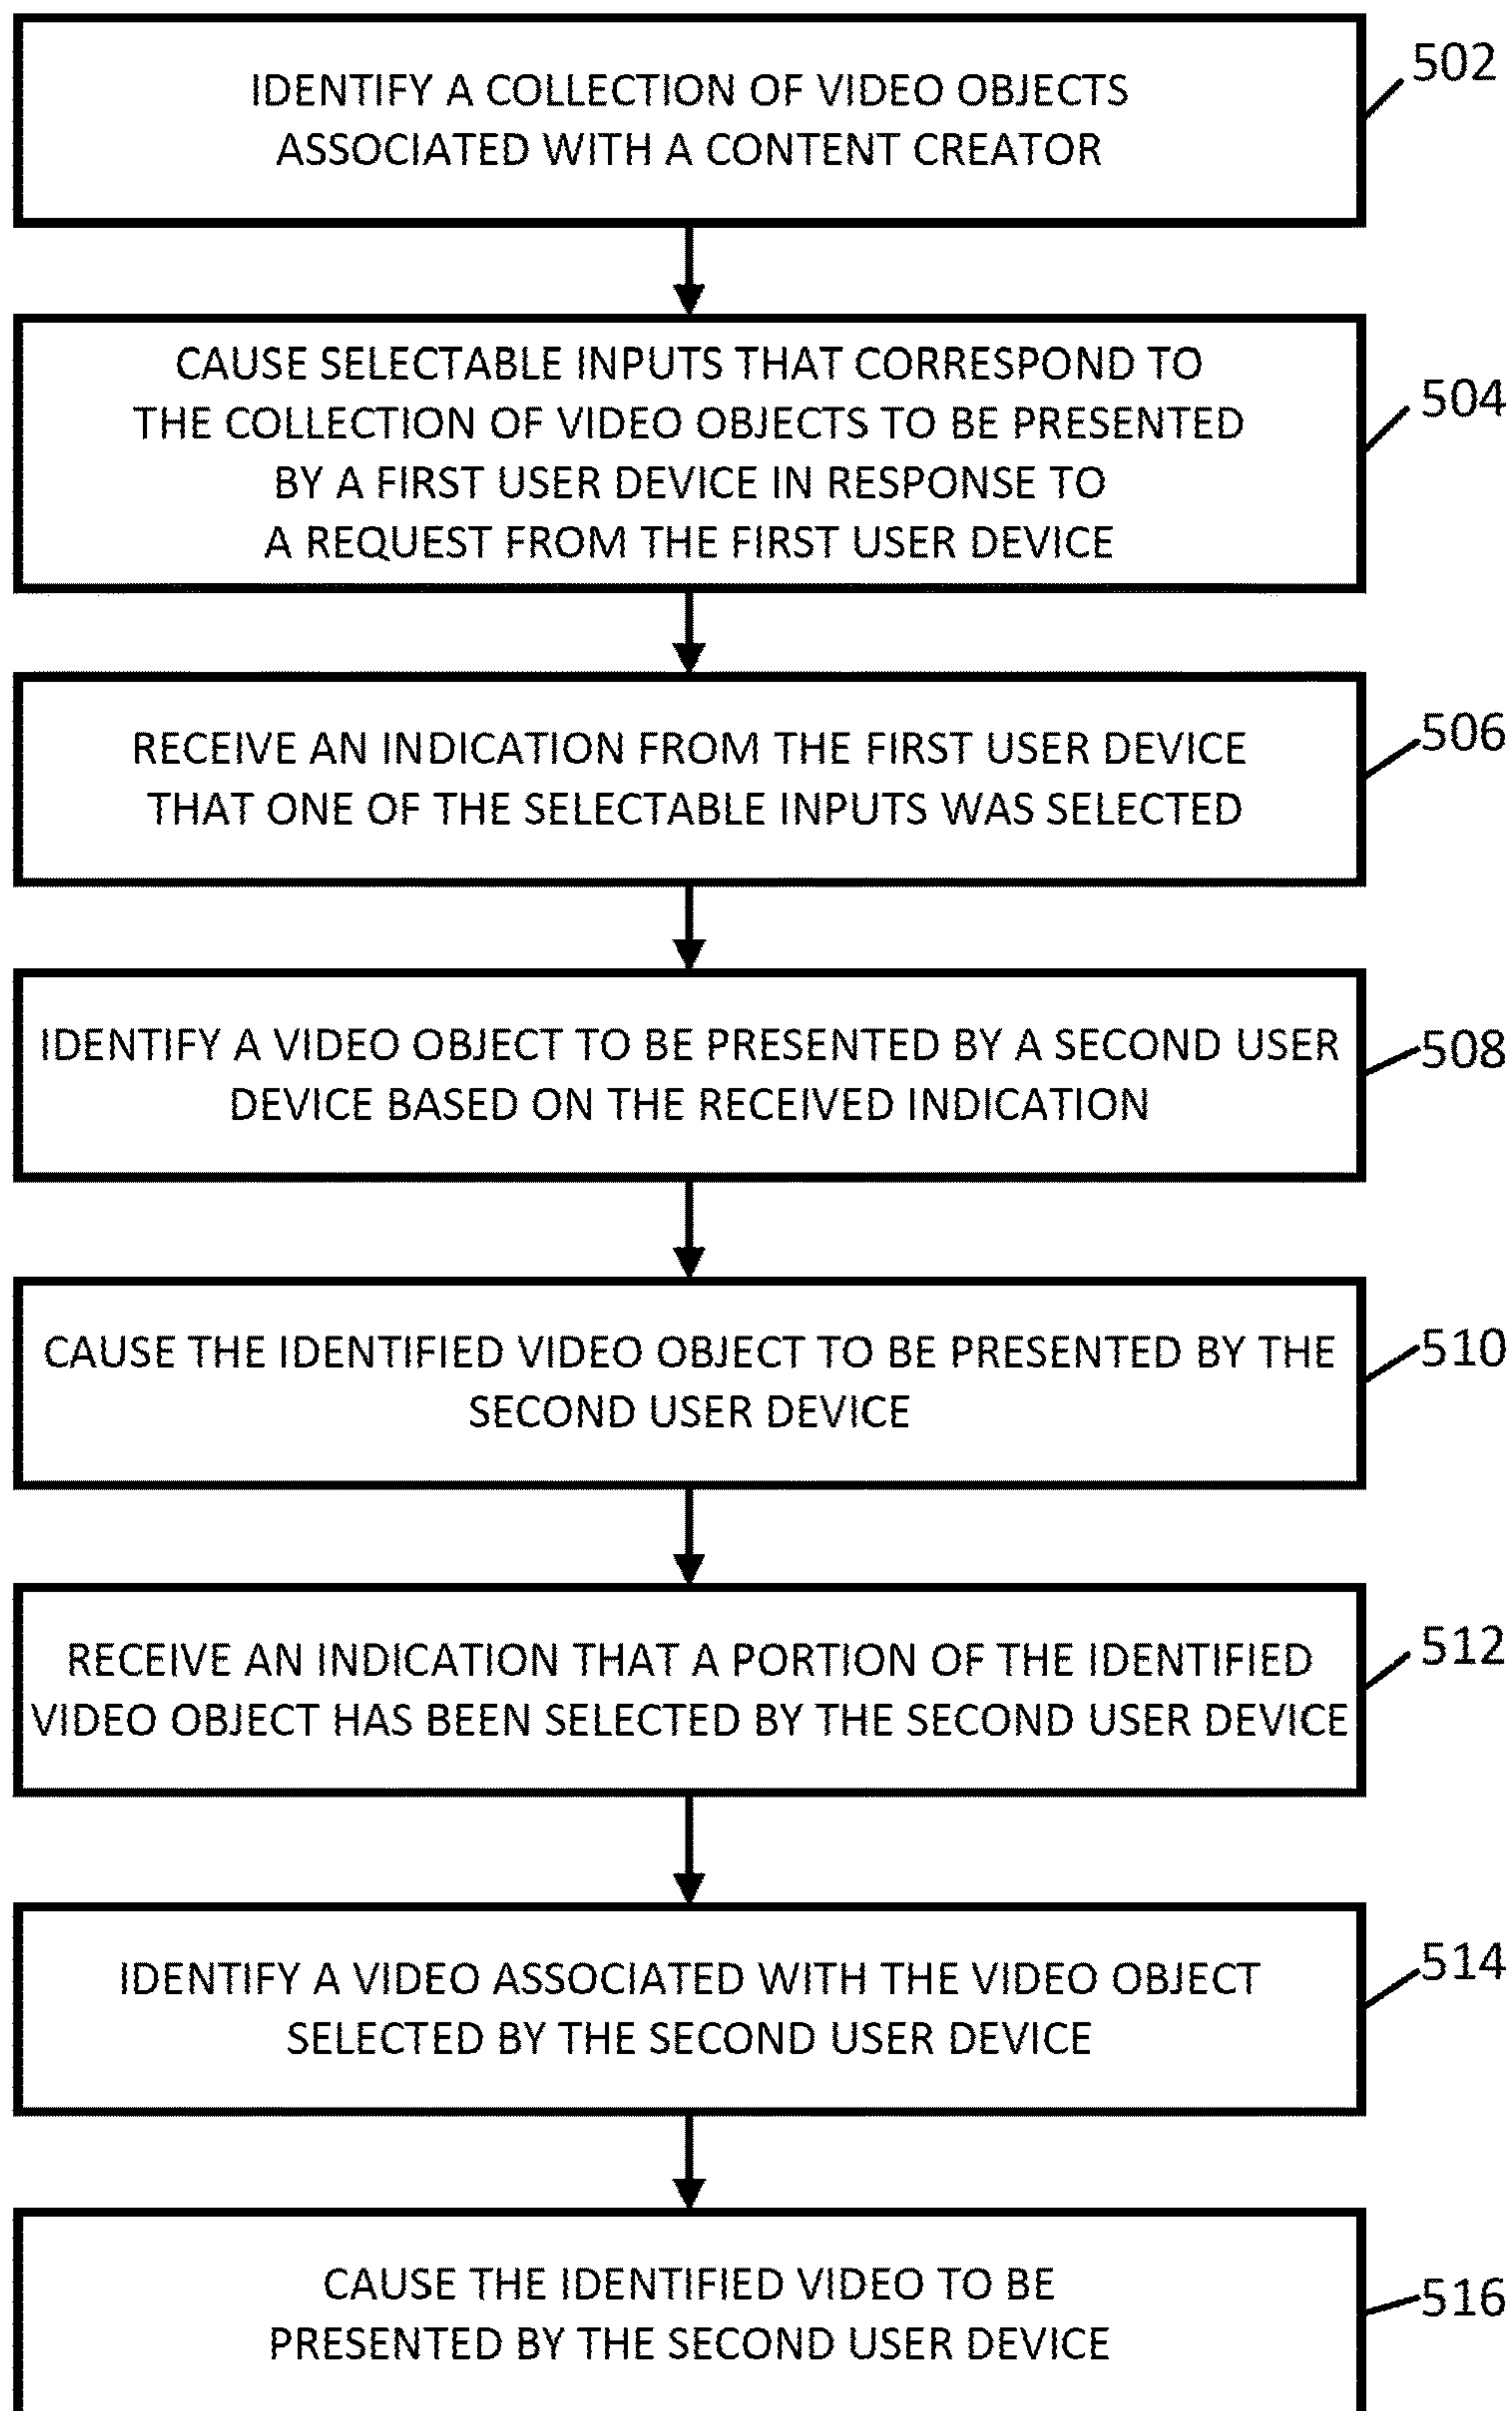 IDENTIFY A COLLECTION OF VIDEO OBJECTS
ASSOCIATED WITH A CONTENT CREATOR
502
CAUSE SELECTABLE INPUTS THAT CORRESPOND TO
THE COLLECTION OF VIDEO OBJECTS TO BE PRESENTED
BY A FIRST USER DEVICE IN RESPONSE TO
A REQUEST FROM THE FIRST USER DEVICE
504
RECEIVE AN INDICATION FROM THE FIRST USER DEVICE
THAT ONE OF THE SELECTABLE INPUTS WAS SELECTED
506
IDENTIFY A VIDEO OBJECT TO BE PRESENTED BY A SECOND USER
DEVICE BASED ON THE RECEIVED INDICATION
508
CAUSE THE IDENTIFIED VIDEO OBJECT TO BE PRESENTED BY THE
SECOND USER DEVICE
510
RECEIVE AN INDICATION THAT A PORTION OF THE IDENTIFIED
VIDEO OBJECT HAS BEEN SELECTED BY THE SECOND USER DEVICE
512
IDENTIFY A VIDEO ASSOCIATED WITH THE VIDEO OBJECT
SELECTED BY THE SECOND USER DEVICE
514
CAUSE THE IDENTIFIED VIDEO TO BE
PRESENTED BY THE SECOND USER DEVICE
516